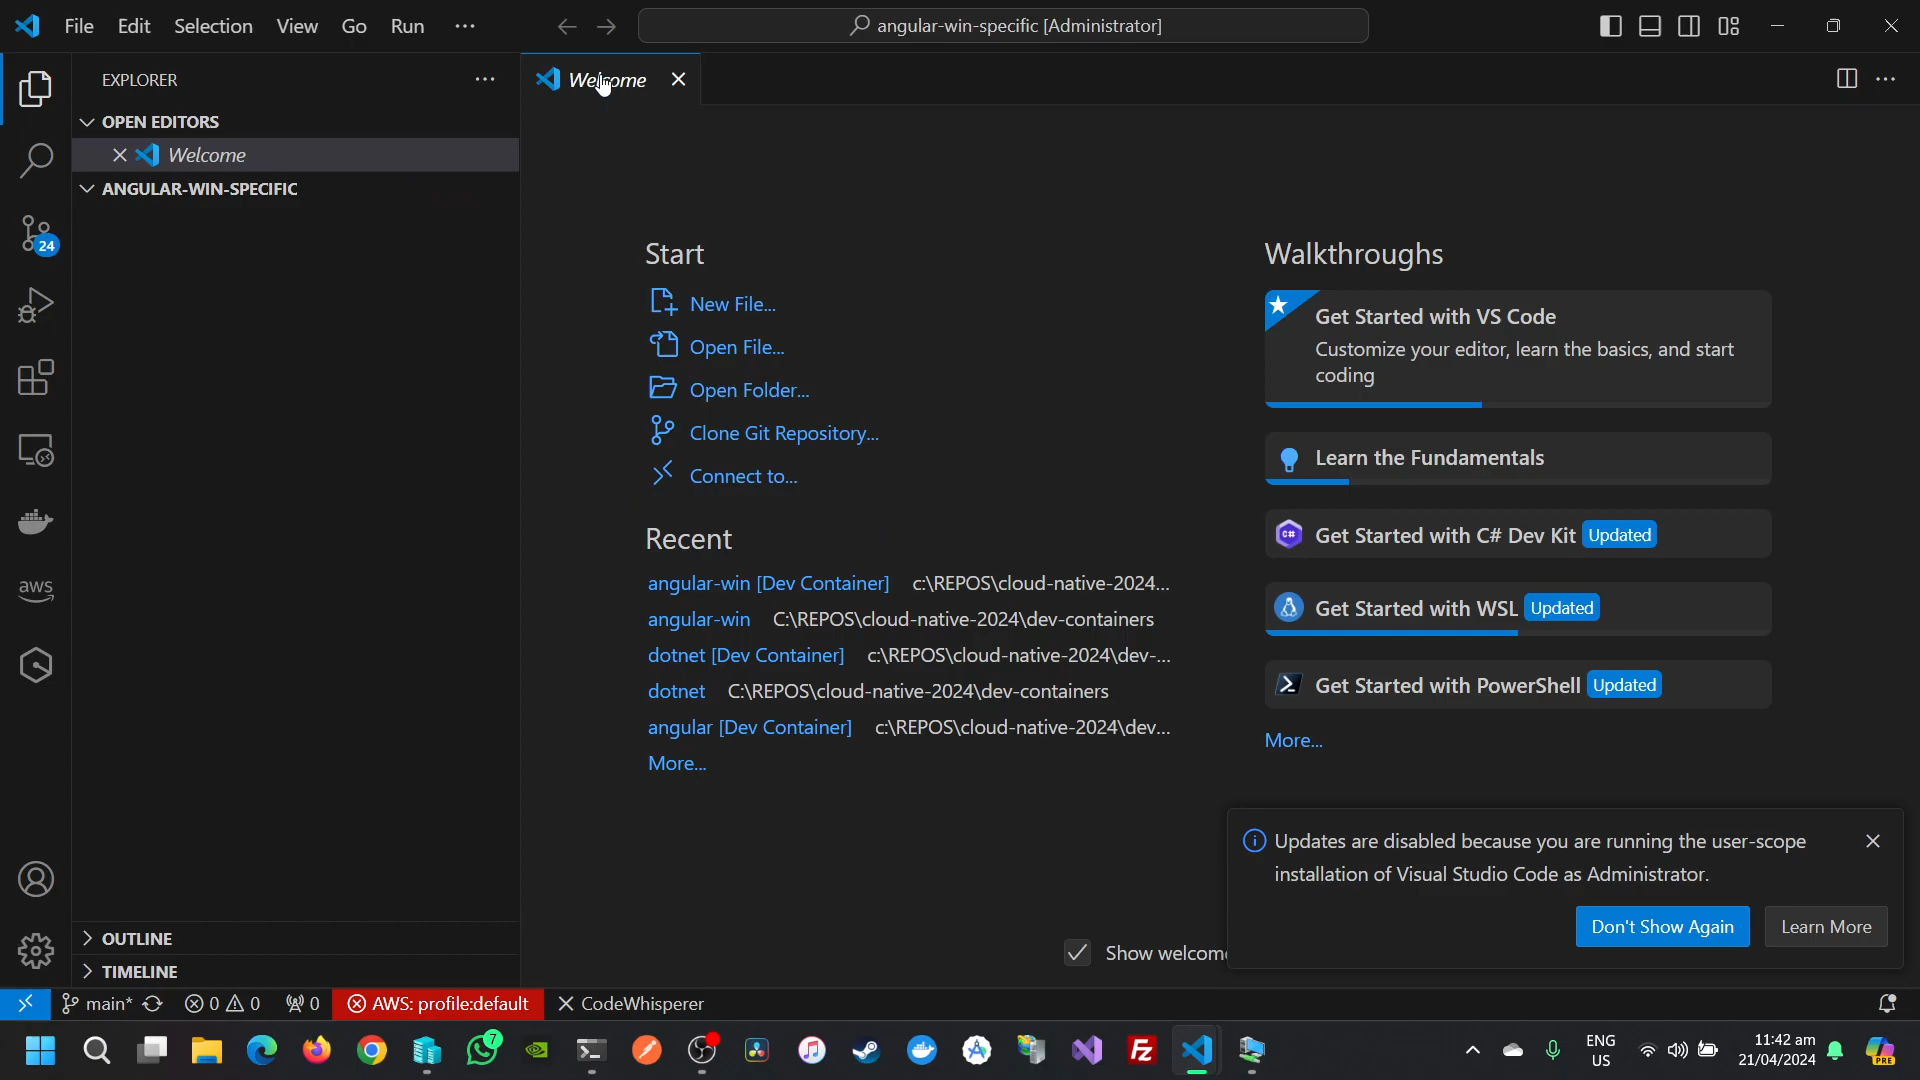 File Edit Selection View Go Run ···
angular-win-specific [Administrator]
EXPLORER
Welcome
OPEN EDITORS
Welcome
ANGULAR-WIN-SPECIFIC
24
aws
Start
New File...
Open File...
Open Folder...
Clone Git Repository...
Connect to...
Recent
angular-win [Dev Container] c:\REPOS\cloud-native-2024...
angular-win C:\REPOS\cloud-native-2024\dev-containers
dotnet [Dev Container] c:\REPOS\cloud-native-2024\dev-...
dotnet C:\REPOS\cloud-native-2024\dev-containers
angular [Dev Container] c:\REPOS\cloud-native-2024\dev...
More...
Walkthroughs
Get Started with VS Code
Customize your editor, learn the basics, and start
coding
Learn the Fundamentals
Get Started with C# Dev Kit Updated
Get Started with WSL Updated
Get Started with PowerShell Updated
More...
Updates are disabled because you are running the user-scope
installation of Visual Studio Code as Administrator.
Don't Show Again Learn More
Show welcome
OUTLINE
TIMELINE
main* 0 0 0 AWS: profile:default CodeWhisperer
7
PRE
ENG
US
11:42 am
21/04/2024